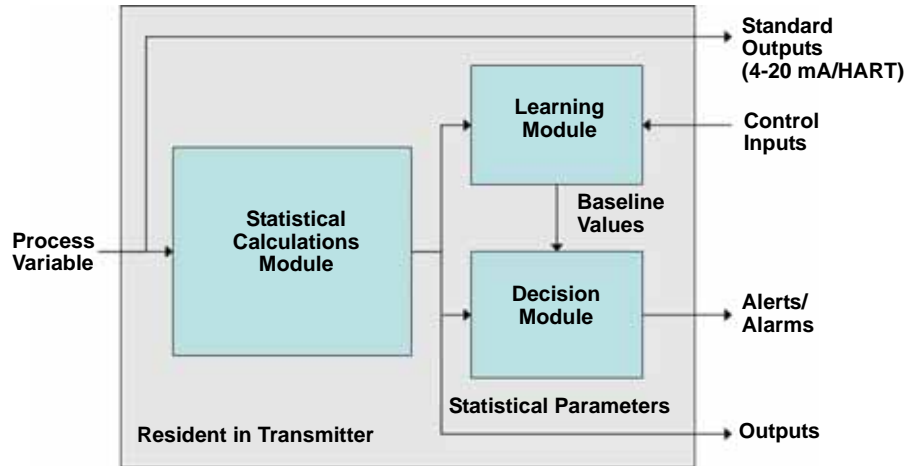 Standard
Outputs
(4-20 mA/HART)
Learning
Module
Control
Inputs
Baseline
Values
Statistical
Calculations
Module
Process
Variable
Decision
Module
Alerts/
Alarms
Statistical Parameters
Resident in Transmitter
Outputs